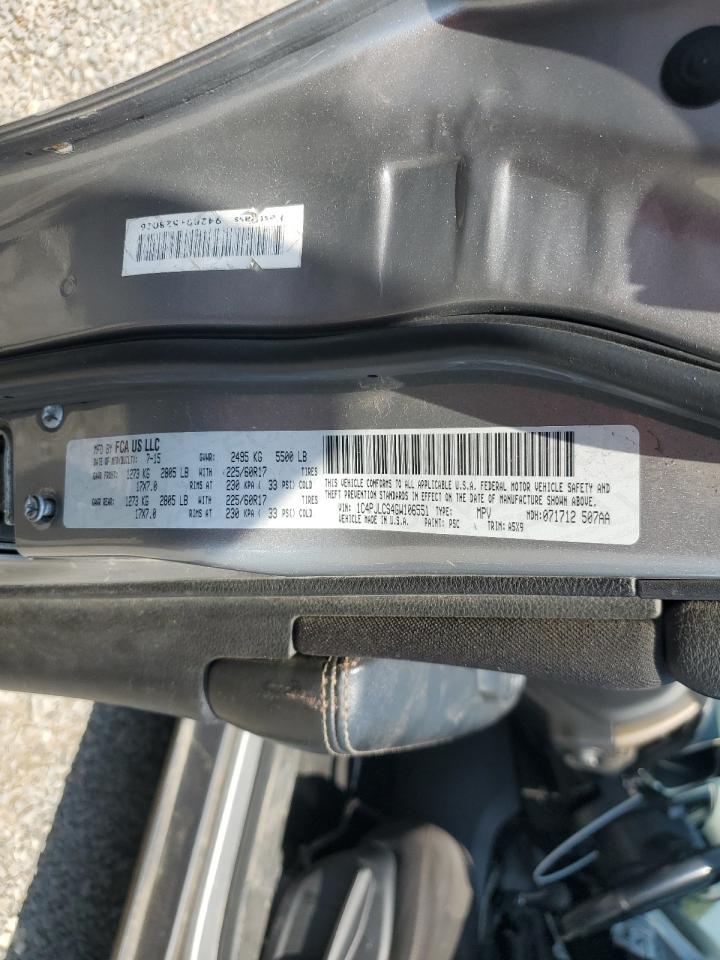 FastPass 9426
MFD BY FCA US LLC
DATE OF MFR(BUILT): 7-15 GVWR: 2495 KG 5500 LB
GAWR FRONT: 1273 KG 2805 LB WITH 225/60R17 TIRES
17X7.0 RIMS AT 230 KPA ( 33 PSI) COLD
GAWR REAR: 1273 KG 2805 LB WITH 225/60R17 TIRES
17X7.0 RIMS AT 230 KPA ( 33 PSI) COLD
THIS VEHICLE CONFORMS TO ALL APPLICABLE U.S.A. FEDERAL MOTOR VEHICLE SAFETY AND
THEFT PREVENTION STANDARDS IN EFFECT ON THE DATE OF MANUFACTURE SHOWN ABOVE.
VIN: 1C4PJLCS4GW106551 TYPE: MPV MDH: 071712 507AA
VEHICLE MADE IN U.S.A. PAINT: PSC TRIM: A5X9